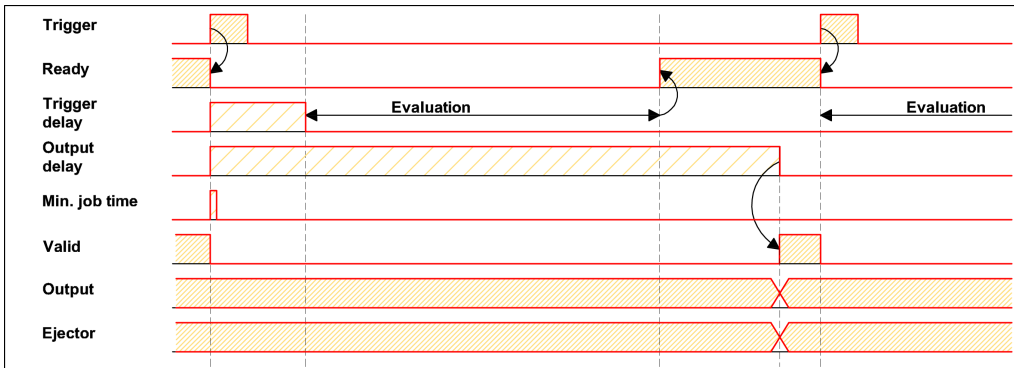 Trigger
Ready
Trigger
delay
Evaluation
Evaluation
Output
delay
Min. job time
Valid
Output
Ejector